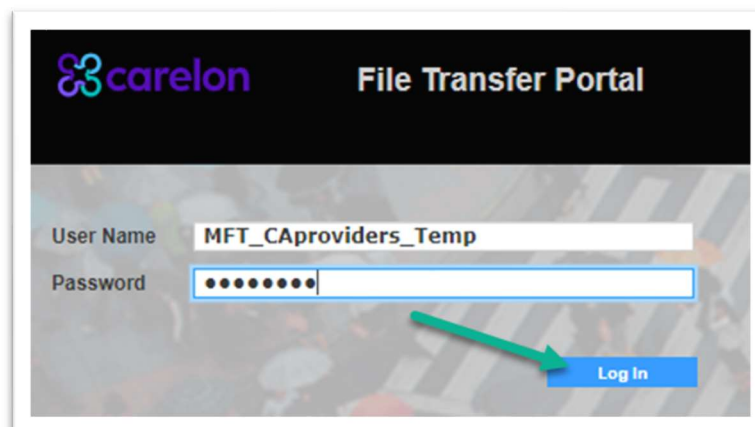 carelon File Transfer Portal
User Name MFT_CAproviders_Temp
Password ●●●●●●●●
Log In